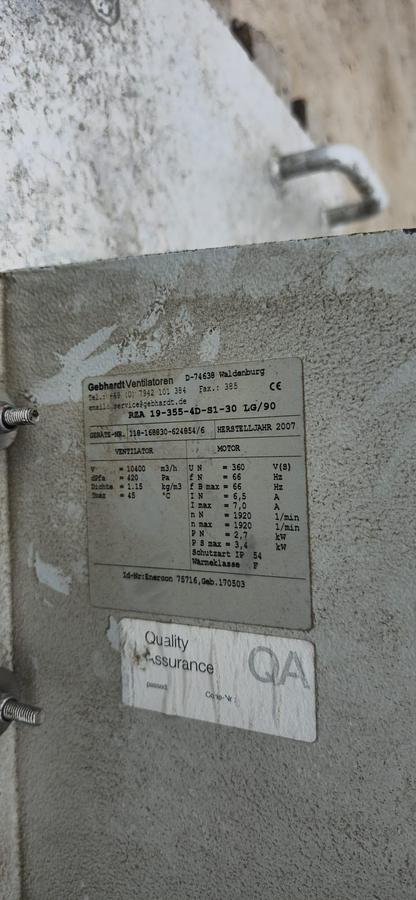 GebhardtVentilatoren D-74638 Waldenburg
Tel.: +49 (0) 7942 101 384 Fax.: 385 CE
email: service@gebhardt.de
RZA 19-355-4D-S1-30 LG/90
GERÄTE-NR. 118-168830-624854/6 HERSTELLJAHR 2007
VENTILATOR MOTOR
V = 10400 m3/h U N = 360 V(S)
dPfa = 420 Pa f N = 66 Hz
Dichte = 1.15 kg/m3 f B max = 66 Hz
Tmax = 45 °C I N = 6,5 A
I max = 7,0 A
n N = 1920 1/min
n max = 1920 1/min
P N = 2,7 kW
P S max = 3,4 kW
Schutzart IP 54
Wärmeklasse F
Id-Nr:Enercon 75716,Geb.170503
Quality
Assurance QA
passed: